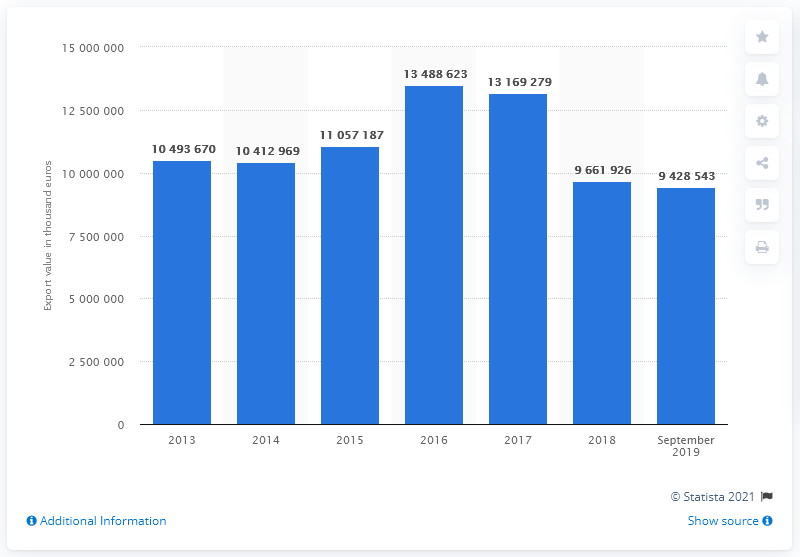 15 000 000
12 500 000
10 000 000
7 500 000
5 000 000
2 500 000
0
Export value in thousand euros
10 493 670
10 412 969
11 057 187
13 488 623
13 169 279
9 661 926
9 428 543
2013
2014
2015
2016
2017
2018
September
2019
© Statista 2021
Additional Information
Show source